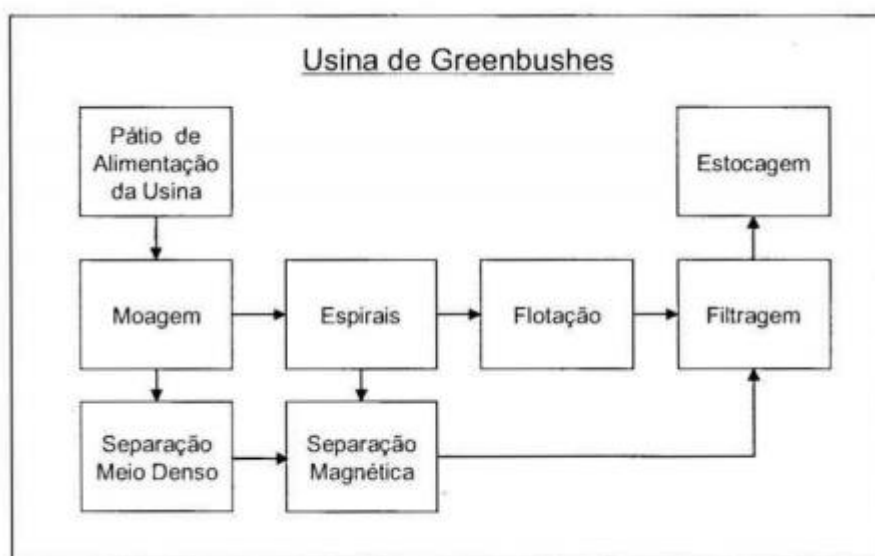 Usina de Greenbushes
Pátio de
Alimentação
da Usina
Estocagem
Moagem
Espirais
Flotação
Filtragem
Separação
Meio Denso
Separação
Magnética